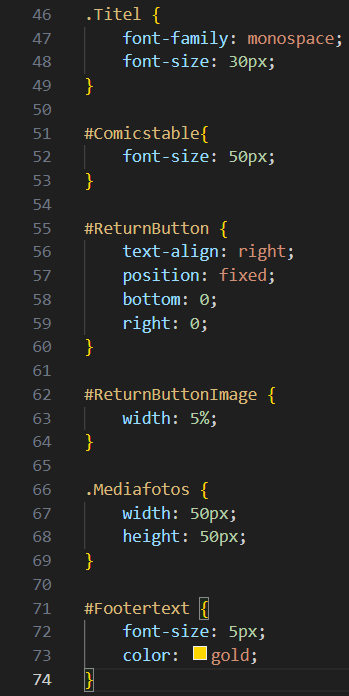 46 .Titel {
47     font-family: monospace;
48     font-size: 30px;
49 }
50
51 #Comicstable{
52     font-size: 50px;
53 }
54
55 #ReturnButton {
56     text-align: right;
57     position: fixed;
58     bottom: 0;
59     right: 0;
60 }
61
62 #ReturnButtonImage {
63     width: 5%;
64 }
65
66 .Mediafotos {
67     width: 50px;
68     height: 50px;
69 }
70
71 #Footertext {
72     font-size: 5px;
73     color: gold;
74 }